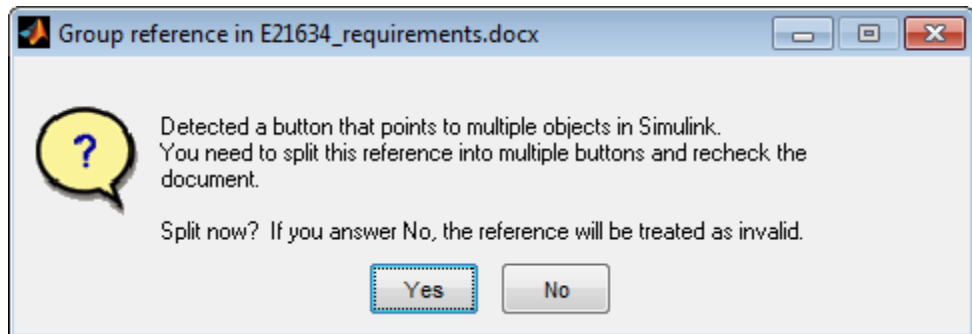 Group reference in E21634_requirements.docx
?
Detected a button that points to multiple objects in Simulink.
You need to split this reference into multiple buttons and recheck the
document.
Split now?  If you answer No, the reference will be treated as invalid.
Yes
No